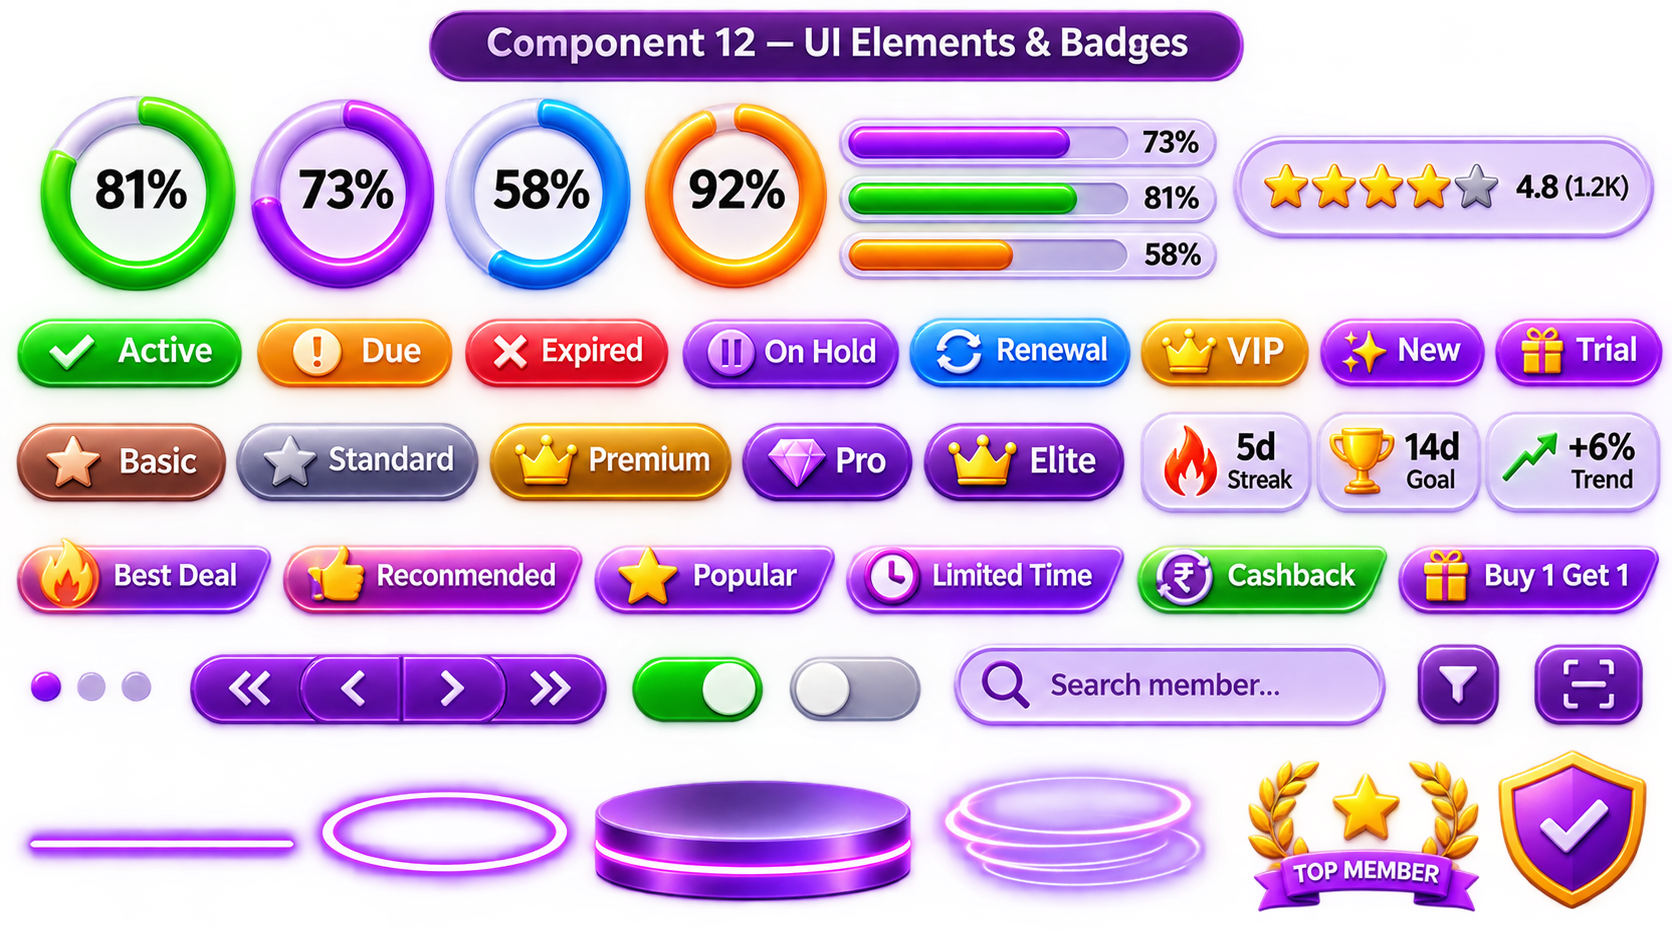 Component 12 – UI Elements & Badges
81%
73%
58%
92%
73%
81%
58%
4.8 (1.2K)
Active
Due
Expired
On Hold
Renewal
VIP
New
Trial
Basic
Standard
Premium
Pro
Elite
5d
Streak
14d
Goal
+6%
Trend
Best Deal
Reconmended
Popular
Limited Time
₹
Cashback
Buy 1 Get 1
Search member...
TOP MEMBER